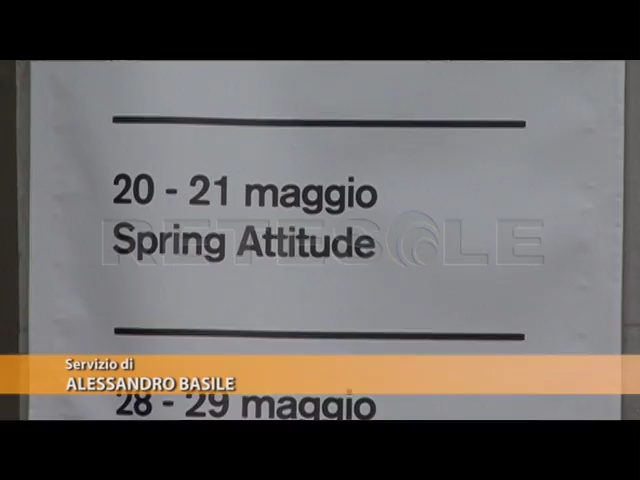 20 - 21 maggio
Spring Attitude
RETESOLE
Servizio di
ALESSANDRO BASILE
28 - 29 maggio